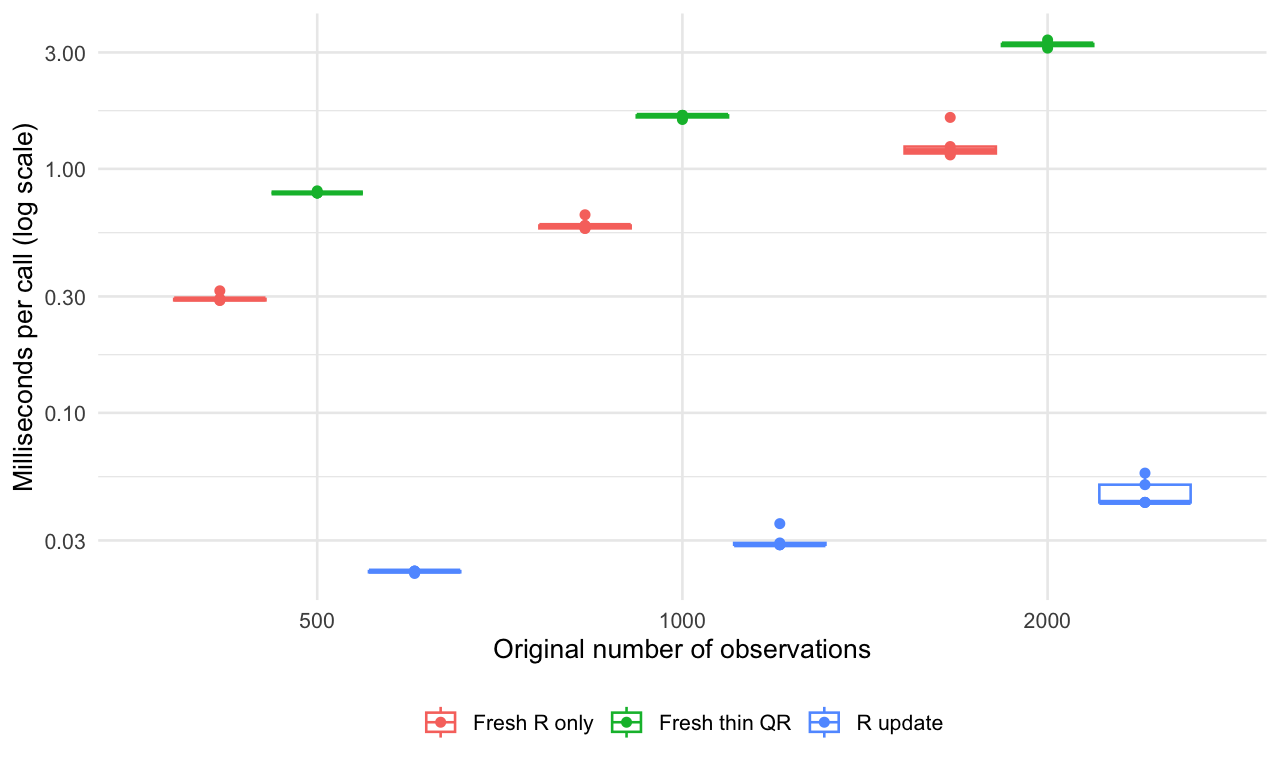 Milliseconds per call (log scale)
3.00
1.00
0.30
0.10
0.03
500 1000 2000
Original number of observations
Fresh R only Fresh thin QR R update